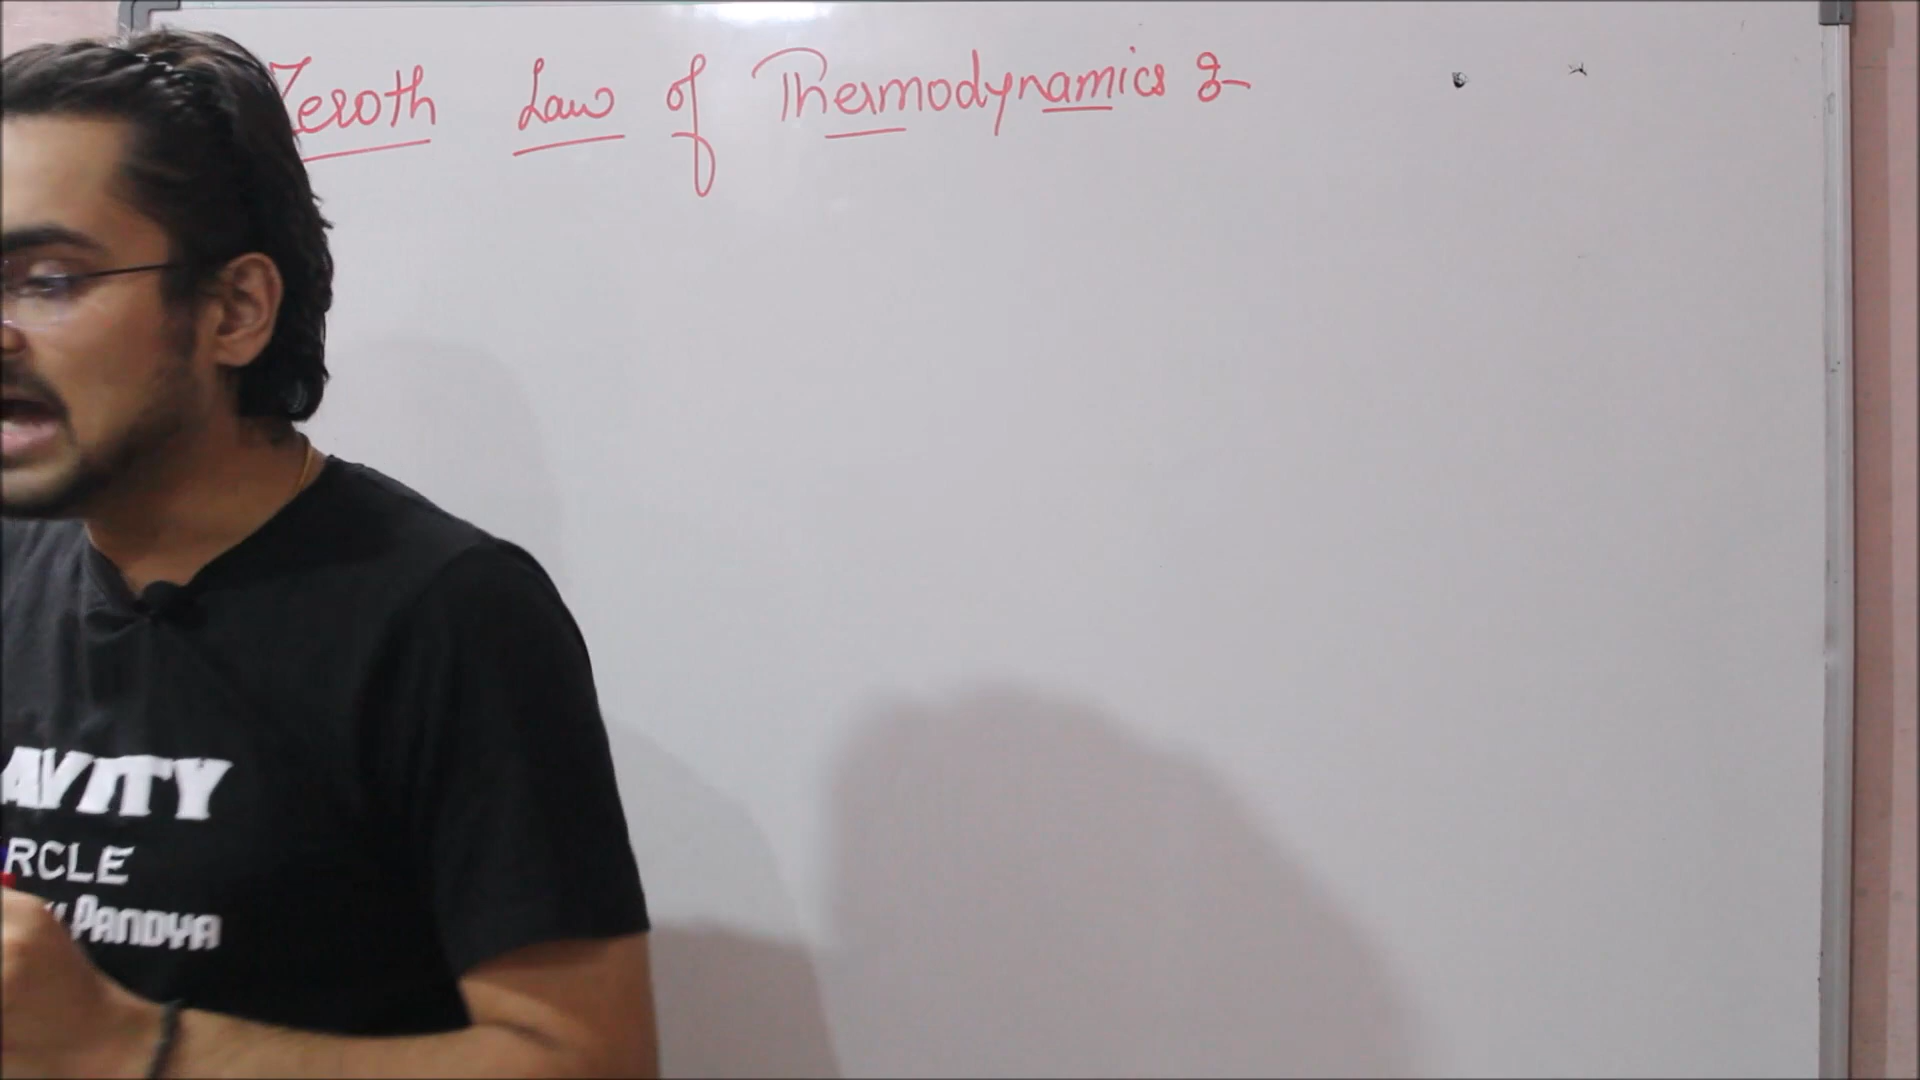 Zeroth Law of Thermodynamics :-
AVITY
RCLE
Pandya